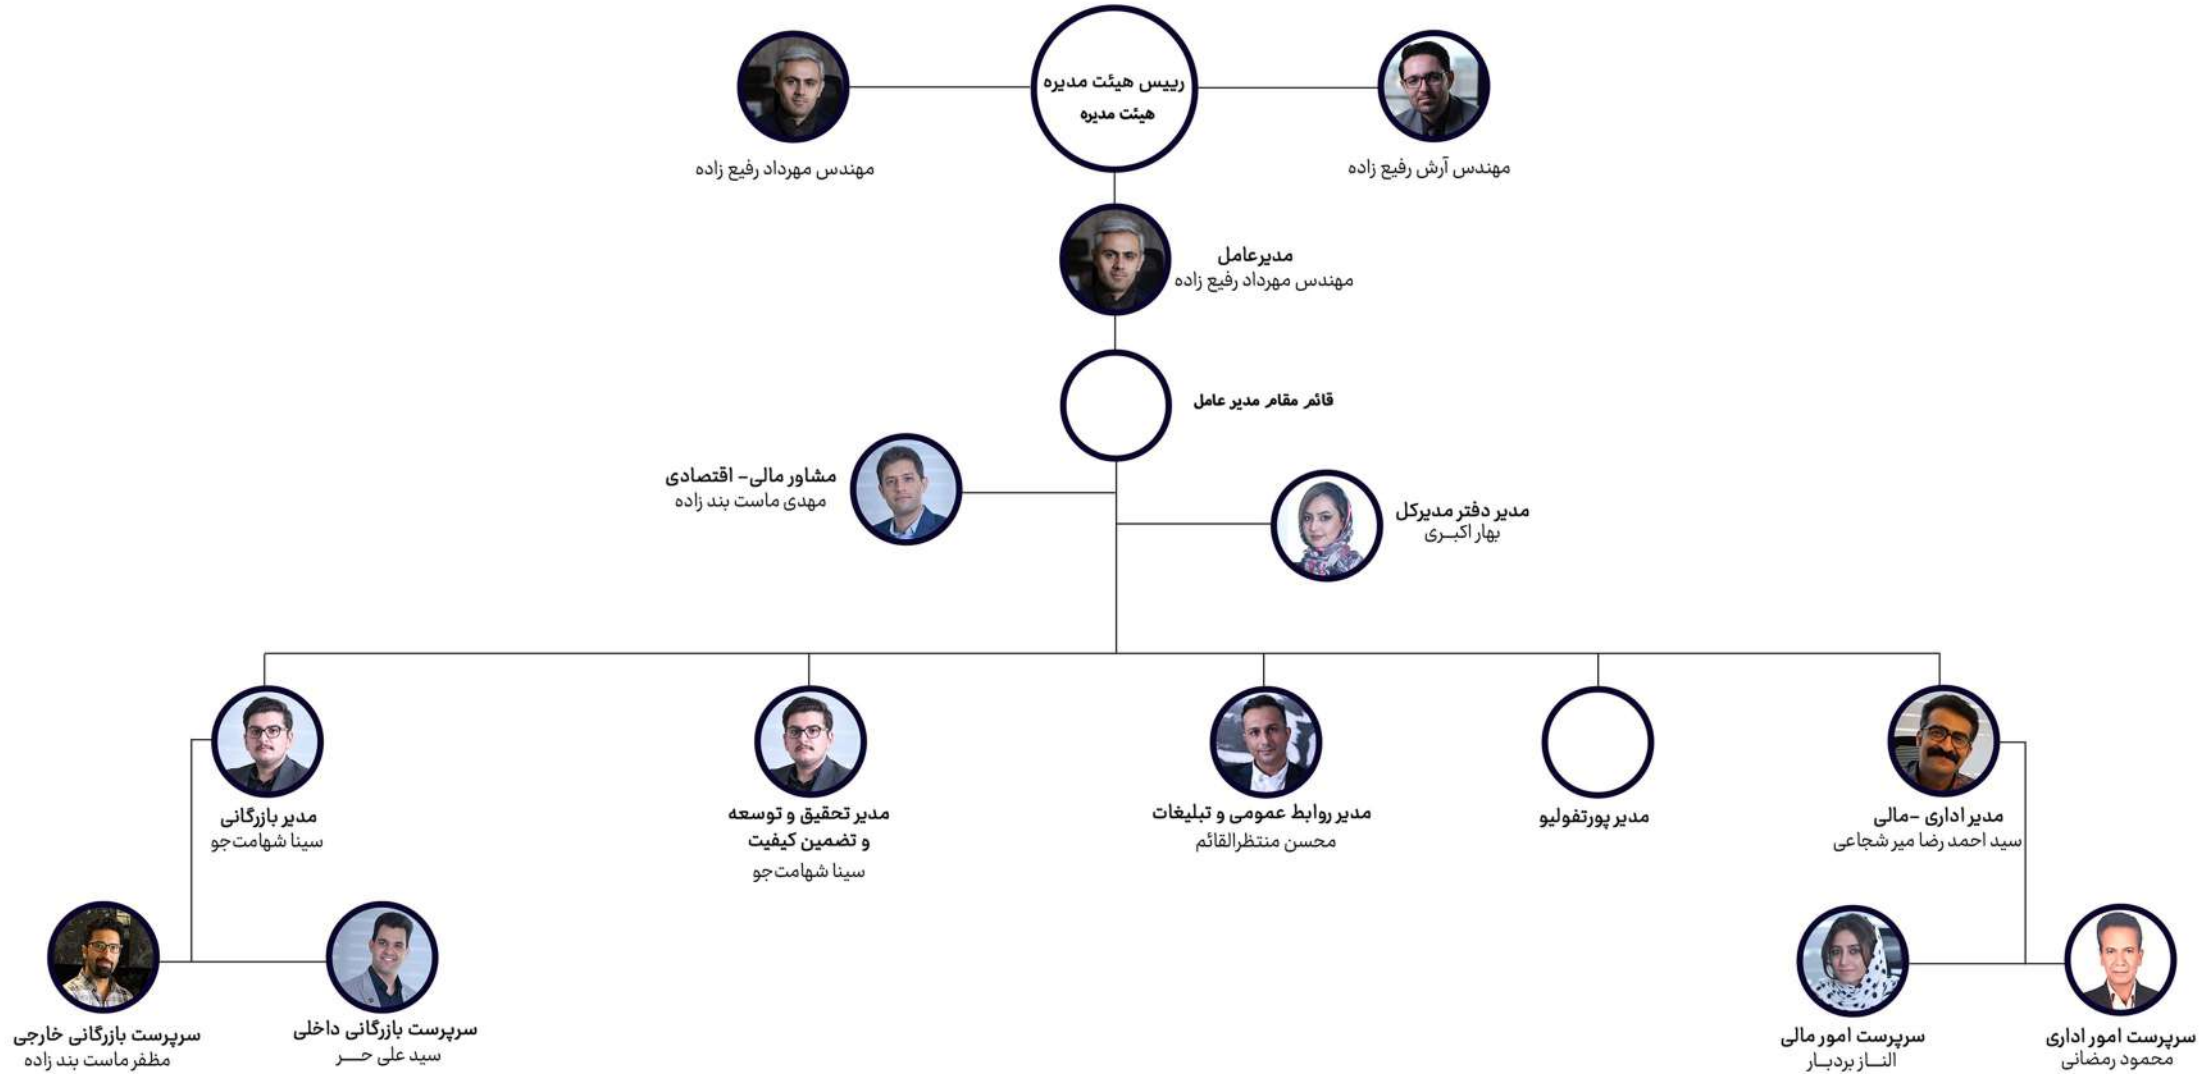 رییس هیئت مدیره
هیئت مدیره
مهندس آرش رفیع زاده
مهندس مهرداد رفیع زاده
مدیرعامل
مهندس مهرداد رفیع زاده
قائم مقام مدیر عامل
مشاور مالی- اقتصادی
مهدی ماست بند زاده
مدیر دفتر مدیرکل
بهار اکبــری
مدیر اداری -مالی
سید احمد رضا میر شجاعی
مدیر پورتفولیو
مدیر روابط عمومی و تبلیغات
محسن منتظرالقائم
مدیر تحقیق و توسعه
و تضمین کیفیت
سینا شهامت‌جو
مدیر بازرگانی
سینا شهامت‌جو
سرپرست امور اداری
محمود رمضانی
سرپرست امور مالی
النــاز بردبـار
سرپرست بازرگانی داخلی
سید علی حـــر
سرپرست بازرگانی خارجی
مظفر ماست بند زاده